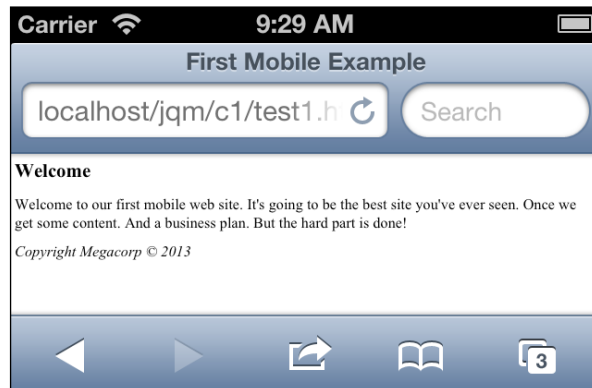 Carrier 9:29 AM
First Mobile Example
localhost/jqm/c1/test1.h Search
Welcome
Welcome to our first mobile web site. It's going to be the best site you've ever seen. Once we
get some content. And a business plan. But the hard part is done!
Copyright Megacorp © 2013
3